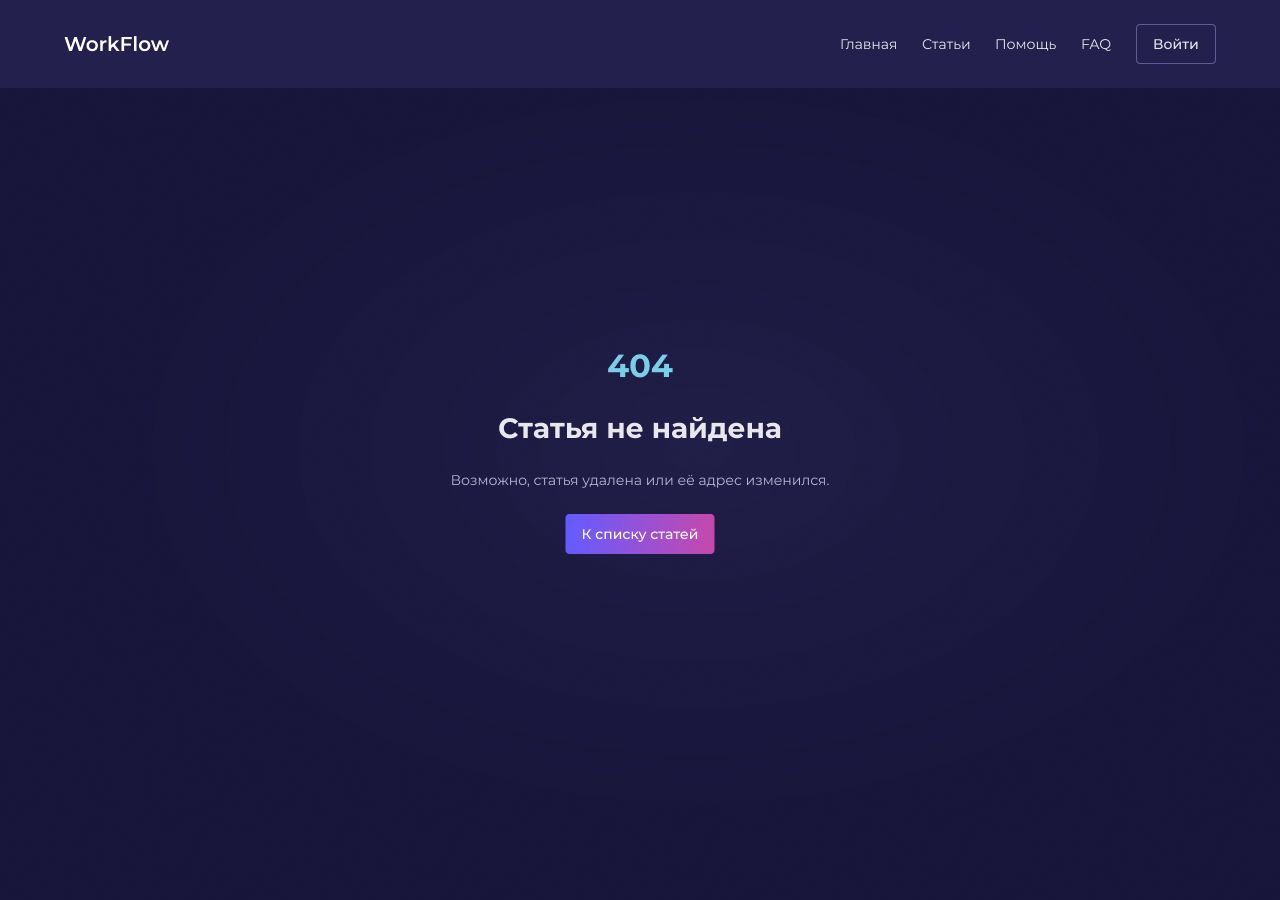 WorkFlow
Главная Статьи Помощь FAQ Войти
404
Статья не найдена
Возможно, статья удалена или её адрес изменился.
К списку статей